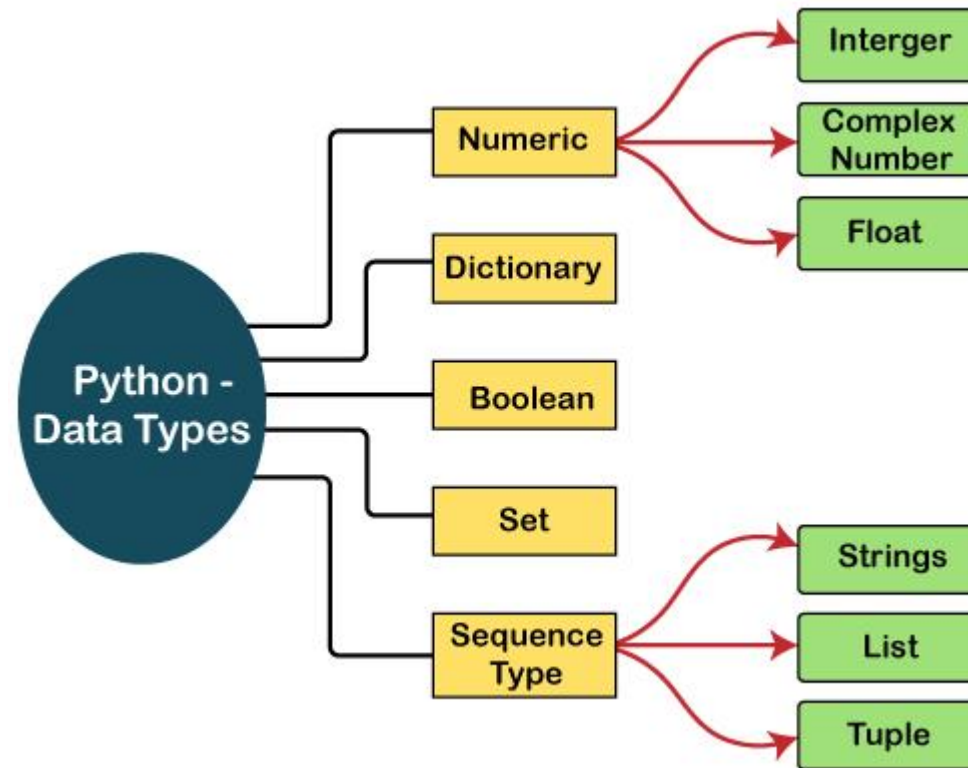 Python -
Data Types
Numeric
Dictionary
Boolean
Set
Sequence
Type
Interger
Complex
Number
Float
Strings
List
Tuple